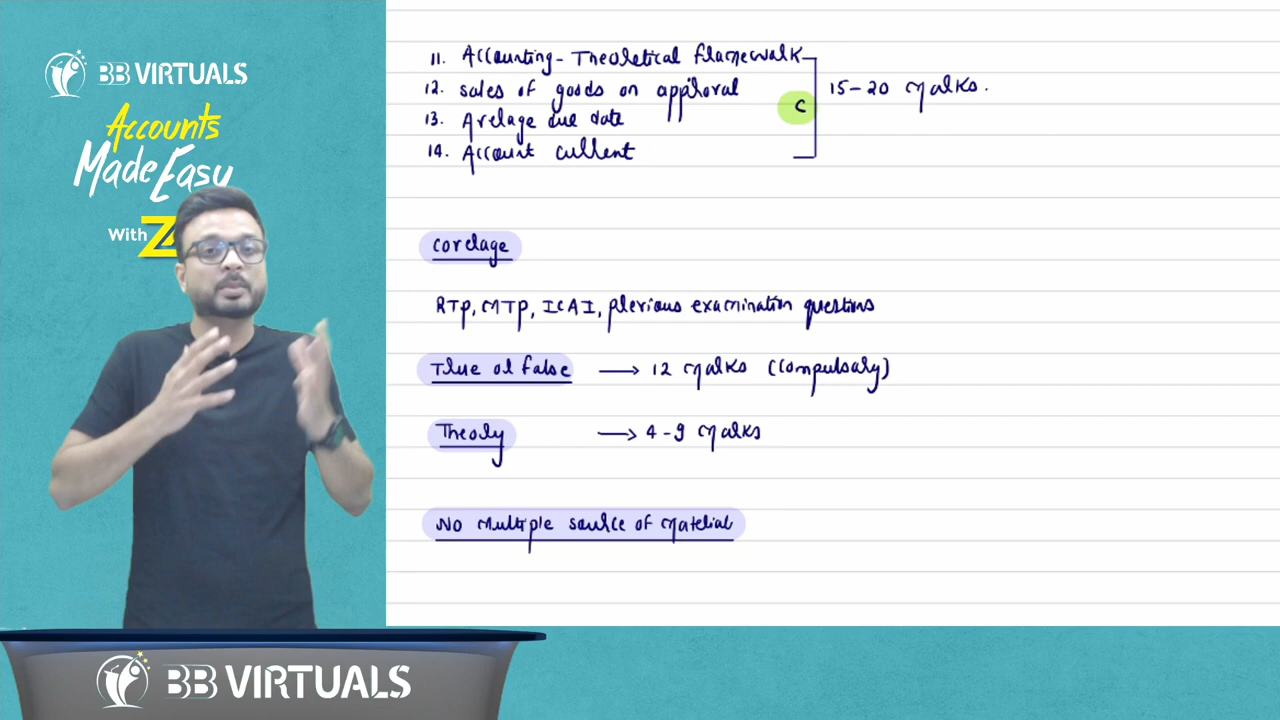 BB VIRTUALS
Accounts
Made Easy
With Z
11. Accounting - Theoretical framework
12. sales of goods on approval
13. Average due date
14. Account current
C
15-20 Marks.
Coverage
RTP, MTP, ICAI, previous examination questions
True or false → 12 Marks (Compulsary)
Theory → 4-9 Marks
No Multiple source of Material
BB VIRTUALS